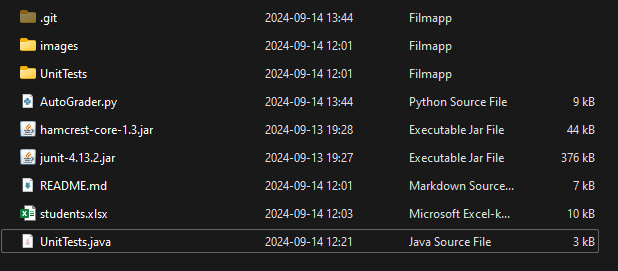 .git 2024-09-14 13:44 Filmapp
images 2024-09-14 12:01 Filmapp
UnitTests 2024-09-14 12:01 Filmapp
AutoGrader.py 2024-09-14 13:44 Python Source File 9 kB
hamcrest-core-1.3.jar 2024-09-13 19:28 Executable Jar File 44 kB
junit-4.13.2.jar 2024-09-13 19:27 Executable Jar File 376 kB
README.md 2024-09-14 12:01 Markdown Source... 7 kB
students.xlsx 2024-09-14 12:03 Microsoft Excel-k... 10 kB
UnitTests.java 2024-09-14 12:21 Java Source File 3 kB